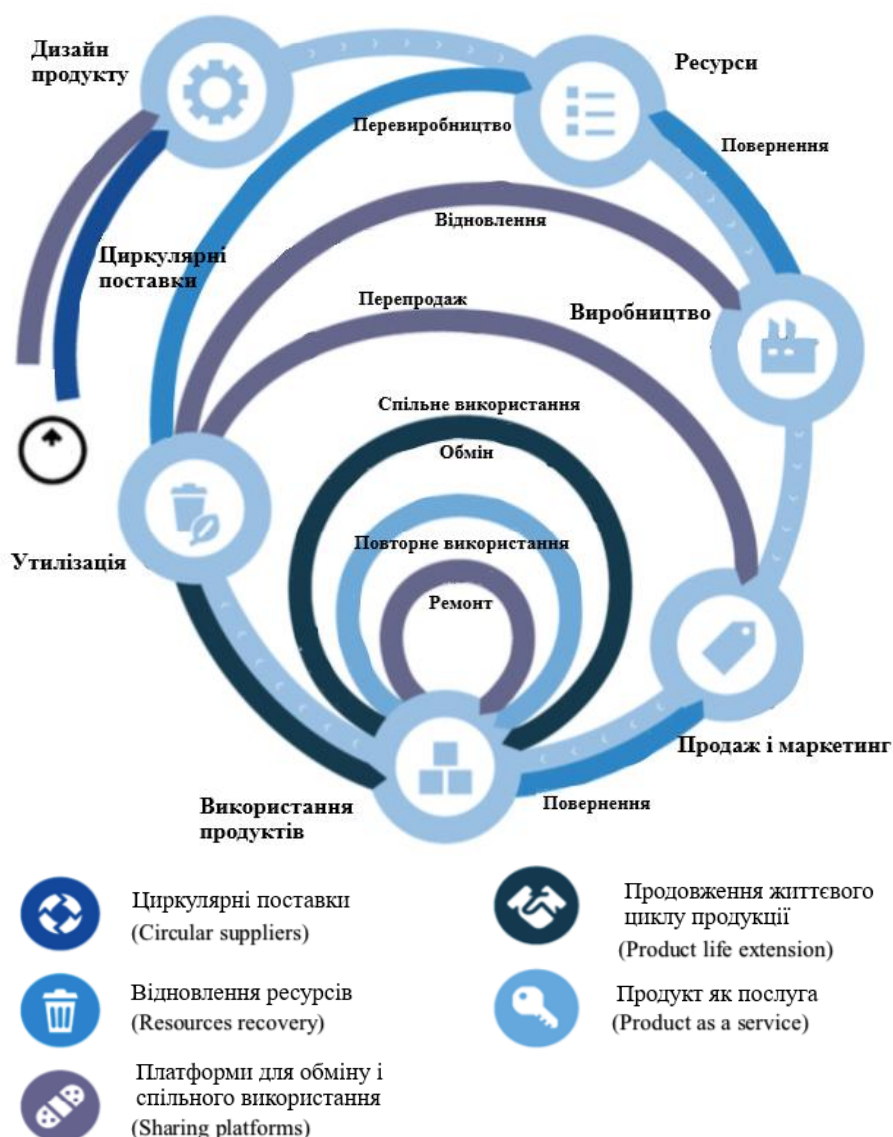 Дизайн
продукту
Ресурси
Перевиробництво
Повернення
Відновлення
Циркулярні
поставки
Перепродаж
Виробництво
Спільне використання
Обмін
Повторне використання
Утилізація
Ремонт
Продаж і маркетинг
Використання
продуктів
Повернення
Циркулярні поставки
(Circular suppliers)
Відновлення ресурсів
(Resources recovery)
Платформи для обміну і
спільного використання
(Sharing platforms)
Продовження життєвого
циклу продукції
(Product life extension)
Продукт як послуга
(Product as a service)